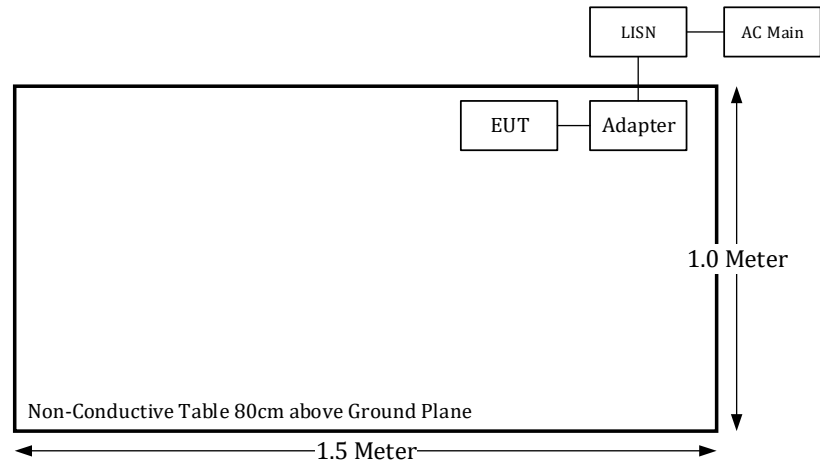 LISN
AC Main
EUT
Adapter
1.0 Meter
Non-Conductive Table 80cm above Ground Plane
1.5 Meter